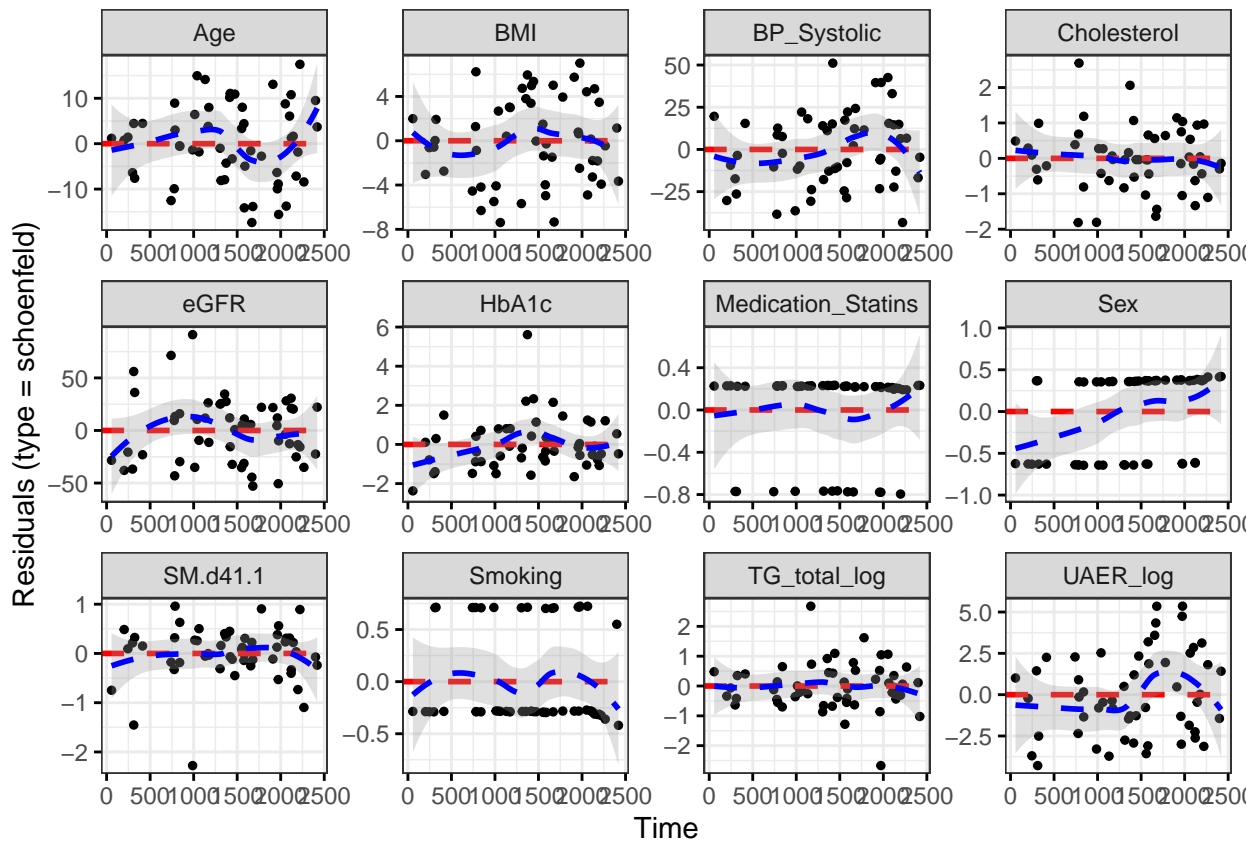 Age BMI BP_Systolic Cholesterol
10 0 −10
4 0 −4 −8
50 25 0 −25
2 1 0 −1 −2
0 500 1000 1500 2000 2500 0 500 1000 1500 2000 2500 0 500 1000 1500 2000 2500 0 500 1000 1500 2000 2500
eGFR HbA1c Medication_Statins Sex
50 0 −50
6 4 2 0 −2
0.4 0.0 −0.4 −0.8
1.0 0.5 0.0 −0.5 −1.0
0 500 1000 1500 2000 2500 0 500 1000 1500 2000 2500 0 500 1000 1500 2000 2500 0 500 1000 1500 2000 2500
SM.d41.1 Smoking TG_total_log UAER_log
1 0 −1 −2
0.5 0.0 −0.5
2 1 0 −1 −2
5.0 2.5 0.0 −2.5
0 500 1000 1500 2000 2500 0 500 1000 1500 2000 2500 0 500 1000 1500 2000 2500 0 500 1000 1500 2000 2500
Time
Residuals (type = schoenfeld)